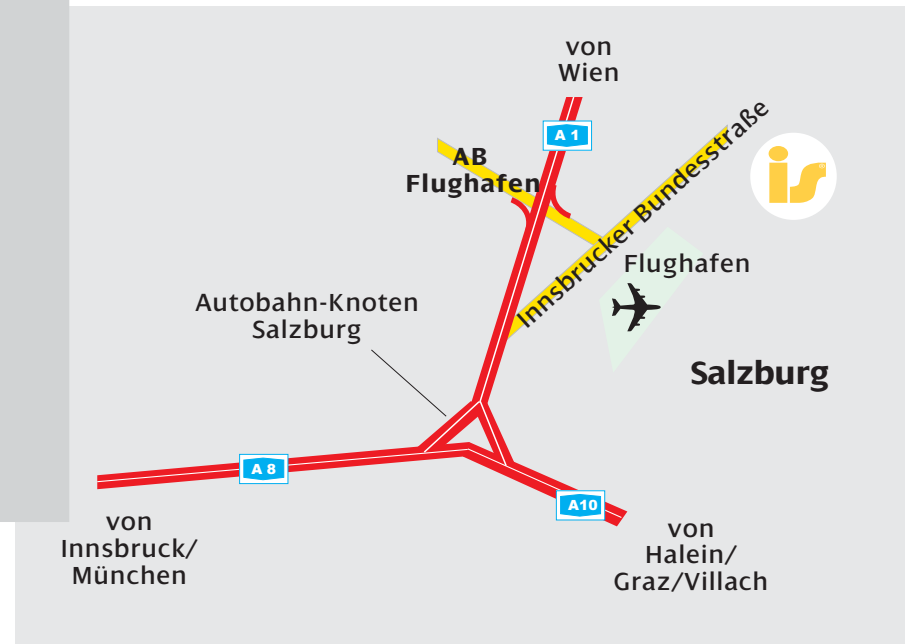 von
Wien
A 1
Innsbrucker Bundesstraße
AB
Flughafen
is
Flughafen
Autobahn-Knoten
Salzburg
Salzburg
A 8
A10
von
Innsbruck/
München
von
Halein/
Graz/Villach